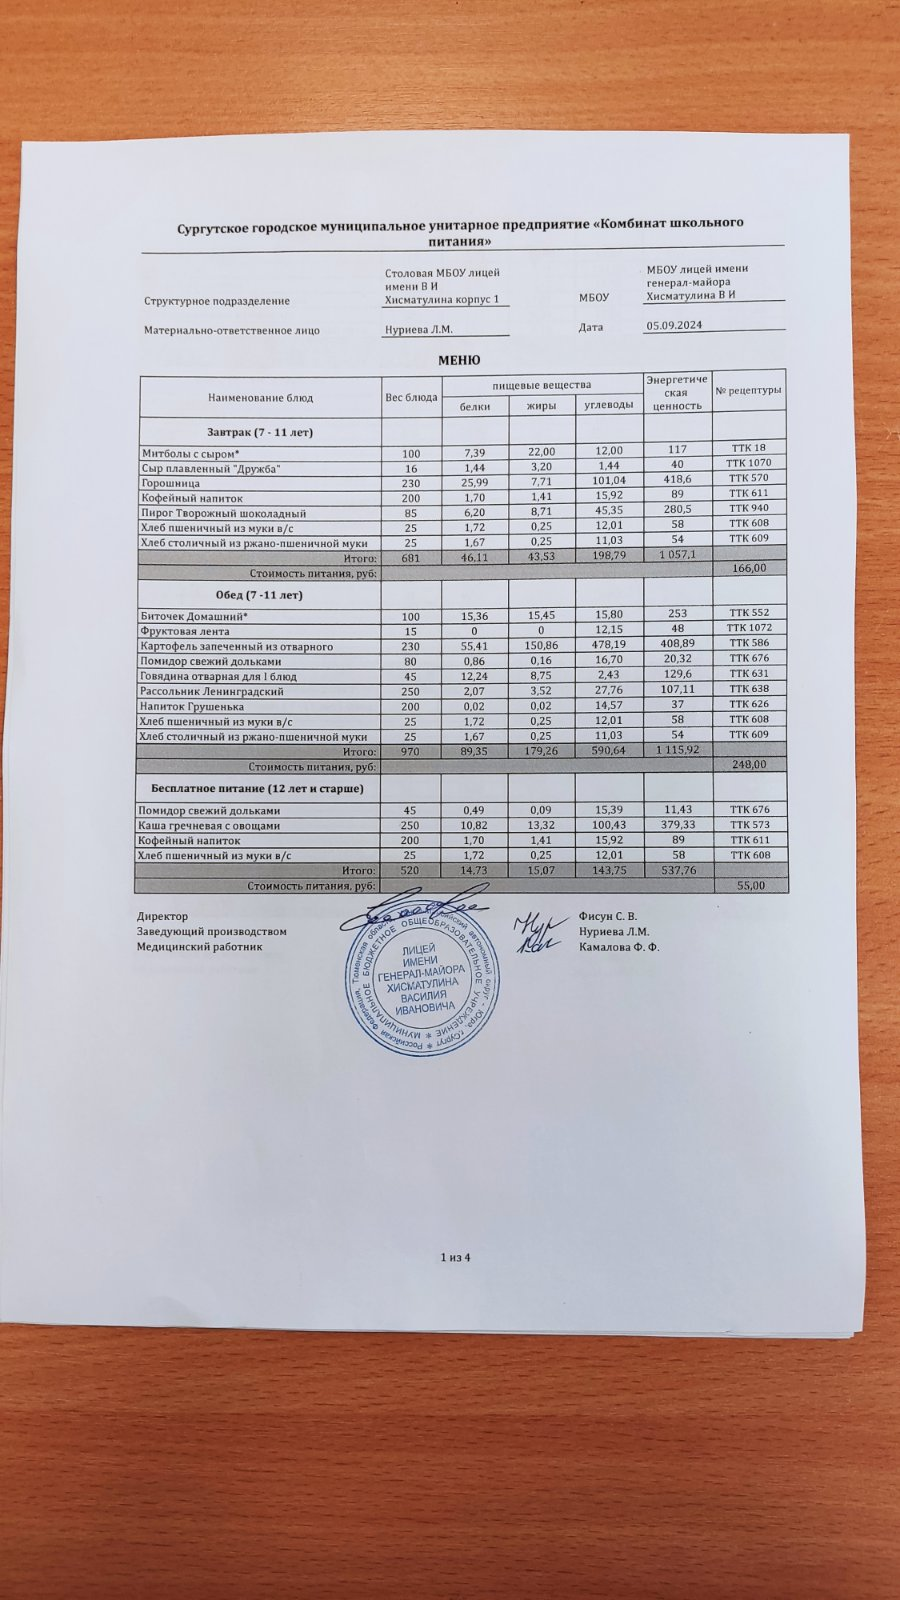 Сургутское городское муниципальное унитарное предприятие «Комбинат школьного
питания»
Структурное подразделение
Столовая МБОУ лицей
имени В И
Хисматулина корпус 1
МБОУ
МБОУ лицей имени
генерал-майора
Хисматулина В И
Материально-ответственное лицо Нуриева Л.М. Дата 05.09.2024
МЕНЮ
Наименование блюд Вес блюда пищевые вещества Энергетиче
ская
ценность № рецептуры
белки жиры углеводы
Завтрак (7 - 11 лет)
Митболы с сыром* 100 7,39 22,00 12,00 117 ТТК 18
Сыр плавленный "Дружба" 16 1,44 3,20 1,44 40 ТТК 1070
Горошница 230 25,99 7,71 101,04 418,6 ТТК 570
Кофейный напиток 200 1,70 1,41 15,92 89 ТТК 611
Пирог Творожный шоколадный 85 6,20 8,71 45,35 280,5 ТТК 940
Хлеб пшеничный из муки в/с 25 1,72 0,25 12,01 58 ТТК 608
Хлеб столичный из ржано-пшеничной муки 25 1,67 0,25 11,03 54 ТТК 609
Итого: 681 46,11 43,53 198,79 1 057,1
Стоимость питания, руб: 166,00
Обед (7 -11 лет)
Биточек Домашний* 100 15,36 15,45 15,80 253 ТТК 552
Фруктовая лента 15 0 0 12,15 48 ТТК 1072
Картофель запеченный из отварного 230 55,41 150,86 478,19 408,89 ТТК 586
Помидор свежий дольками 80 0,86 0,16 16,70 20,32 ТТК 676
Говядина отварная для I блюд 45 12,24 8,75 2,43 129,6 ТТК 631
Рассольник Ленинградский 250 2,07 3,52 27,76 107,11 ТТК 638
Напиток Грушенька 200 0,02 0,02 14,57 37 ТТК 626
Хлеб пшеничный из муки в/с 25 1,72 0,25 12,01 58 ТТК 608
Хлеб столичный из ржано-пшеничной муки 25 1,67 0,25 11,03 54 ТТК 609
Итого: 970 89,35 179,26 590,64 1 115,92
Стоимость питания, руб: 248,00
Бесплатное питание (12 лет и старше)
Помидор свежий дольками 45 0,49 0,09 15,39 11,43 ТТК 676
Каша гречневая с овощами 250 10,82 13,32 100,43 379,33 ТТК 573
Кофейный напиток 200 1,70 1,41 15,92 89 ТТК 611
Хлеб пшеничный из муки в/с 25 1,72 0,25 12,01 58 ТТК 608
Итого: 520 14,73 15,07 143,75 537,76
Стоимость питания, руб: 55,00
Директор Фисун С. В.
Заведующий производством Нуриева Л.М.
Медицинский работник Камалова Ф. Ф.
Российская Федерация, Тюменская область автономный округ - Югра, г.Сургут
МУНИЦИПАЛЬНОЕ БЮДЖЕТНОЕ ОБЩЕОБРАЗОВАТЕЛЬНОЕ УЧРЕЖДЕНИЕ
ЛИЦЕЙ
ИМЕНИ
ГЕНЕРАЛ-МАЙОРА
ХИСМАТУЛИНА
ВАСИЛИЯ
ИВАНОВИЧА
1 из 4